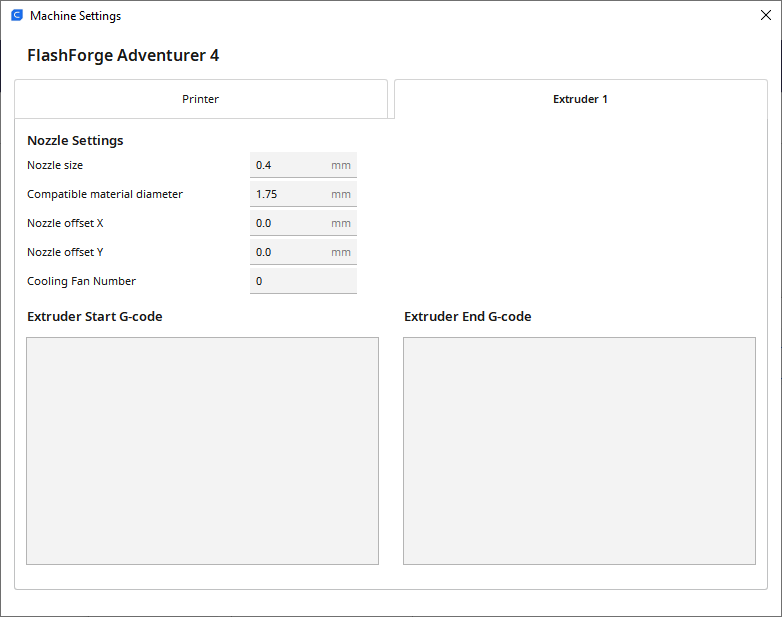 Machine Settings
FlashForge Adventurer 4
Printer
Extruder 1
Nozzle Settings
Nozzle size 0.4 mm
Compatible material diameter 1.75 mm
Nozzle offset X 0.0 mm
Nozzle offset Y 0.0 mm
Cooling Fan Number 0
Extruder Start G-code
Extruder End G-code